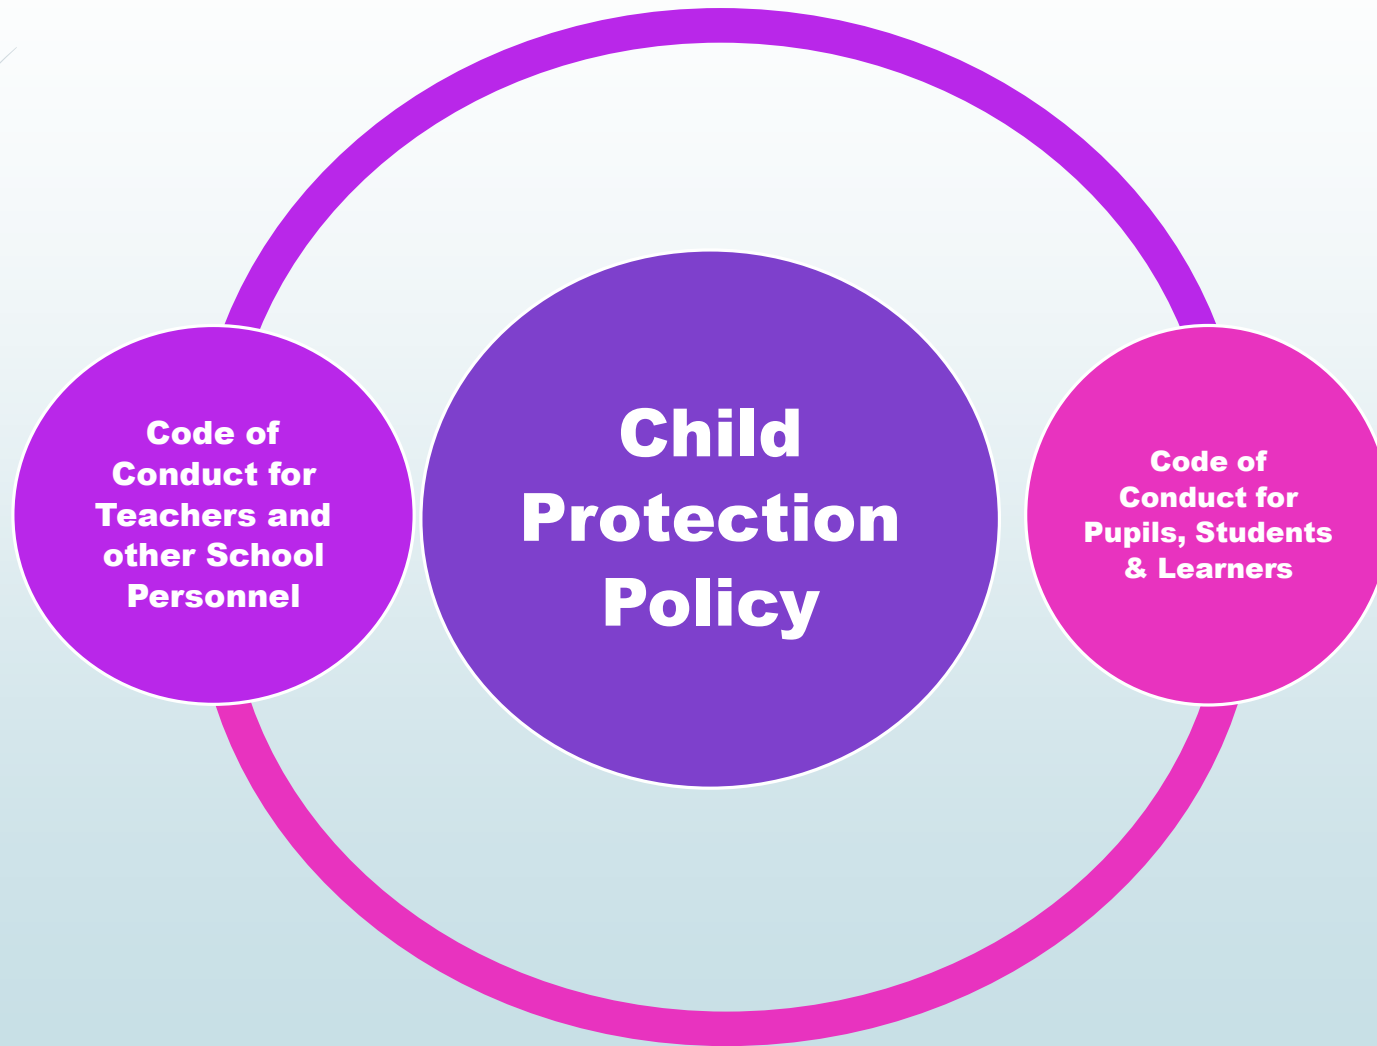 Code of
Conduct for
Teachers and
other School
Personnel
Child
Protection
Policy
Code of
Conduct for
Pupils, Students
& Learners